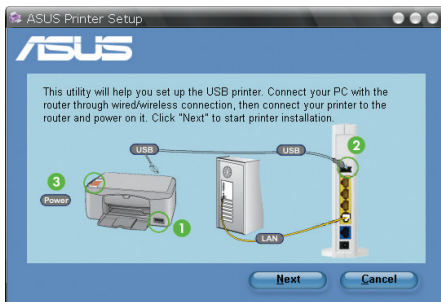 ASUS Printer Setup
ASUS
This utility will help you set up the USB printer. Connect your PC with the
router through wired/wireless connection, then connect your printer to the
router and power on it. Click "Next" to start printer installation.
USB
USB
2
3
Power
1
LAN
Next
Cancel